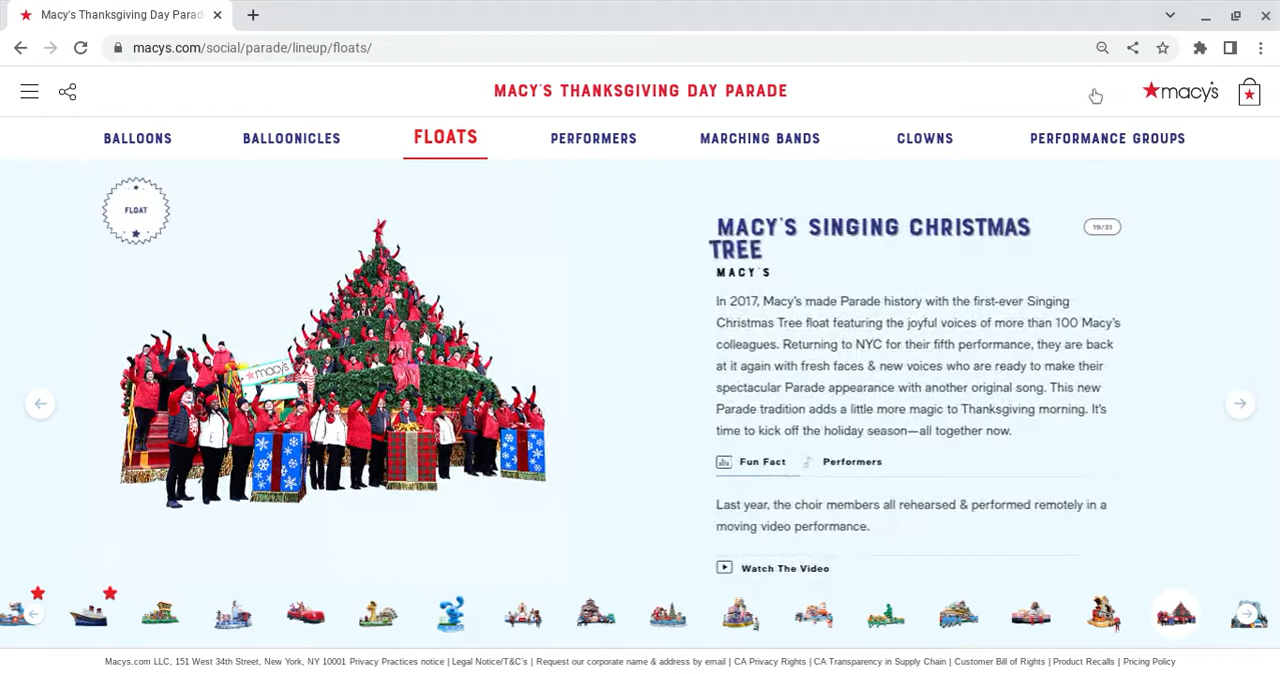 Macy's Thanksgiving Day Parad
macys.com/social/parade/lineup/floats/
MACY'S THANKSGIVING DAY PARADE
macy's
BALLOONS BALLOONICLES FLOATS PERFORMERS MARCHING BANDS CLOWNS PERFORMANCE GROUPS
FLOAT
MACY'S SINGING CHRISTMAS
TREE
19/31
MACY'S
In 2017, Macy's made Parade history with the first-ever Singing
Christmas Tree float featuring the joyful voices of more than 100 Macy's
colleagues. Returning to NYC for their fifth performance, they are back
at it again with fresh faces & new voices who are ready to make their
spectacular Parade appearance with another original song. This new
Parade tradition adds a little more magic to Thanksgiving morning. It's
time to kick off the holiday season—all together now.
macy's
Fun Fact Performers
Last year, the choir members all rehearsed & performed remotely in a
moving video performance.
Watch The Video
Macys.com LLC, 151 West 34th Street, New York, NY 10001 Privacy Practices notice | Legal Notice/T&C's | Request our corporate name & address by email | CA Privacy Rights | CA Transparency in Supply Chain | Customer Bill of Rights | Product Recalls | Pricing Policy